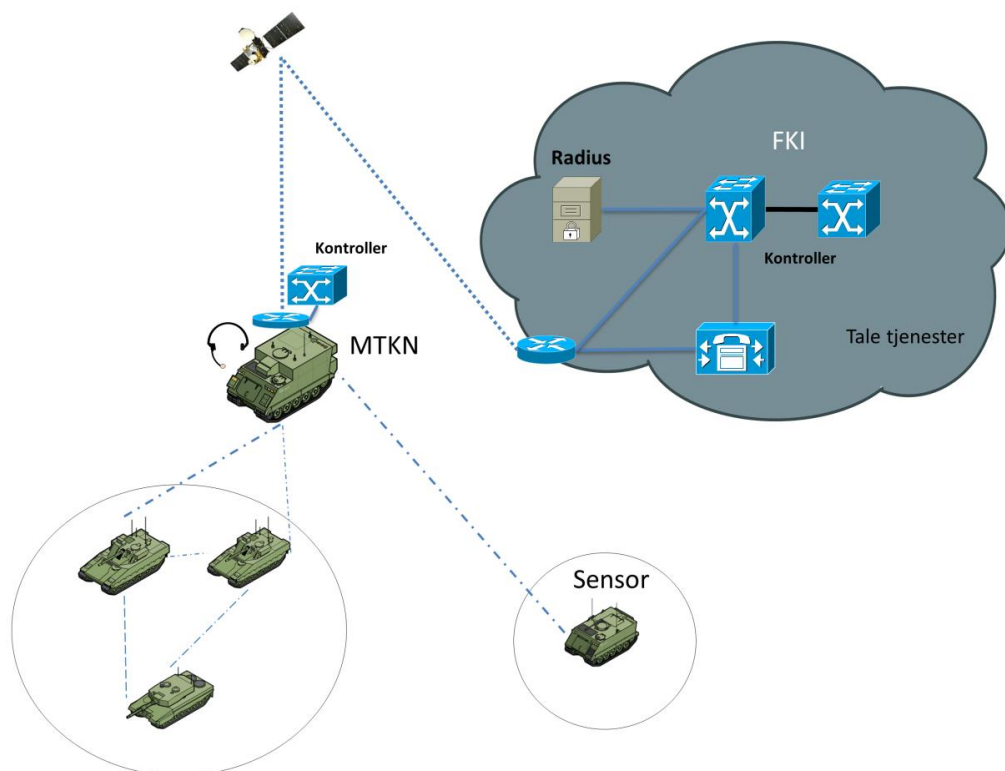 FKI
Radius
Kontroller
Kontroller
MTKN
Tale tjenester
Sensor